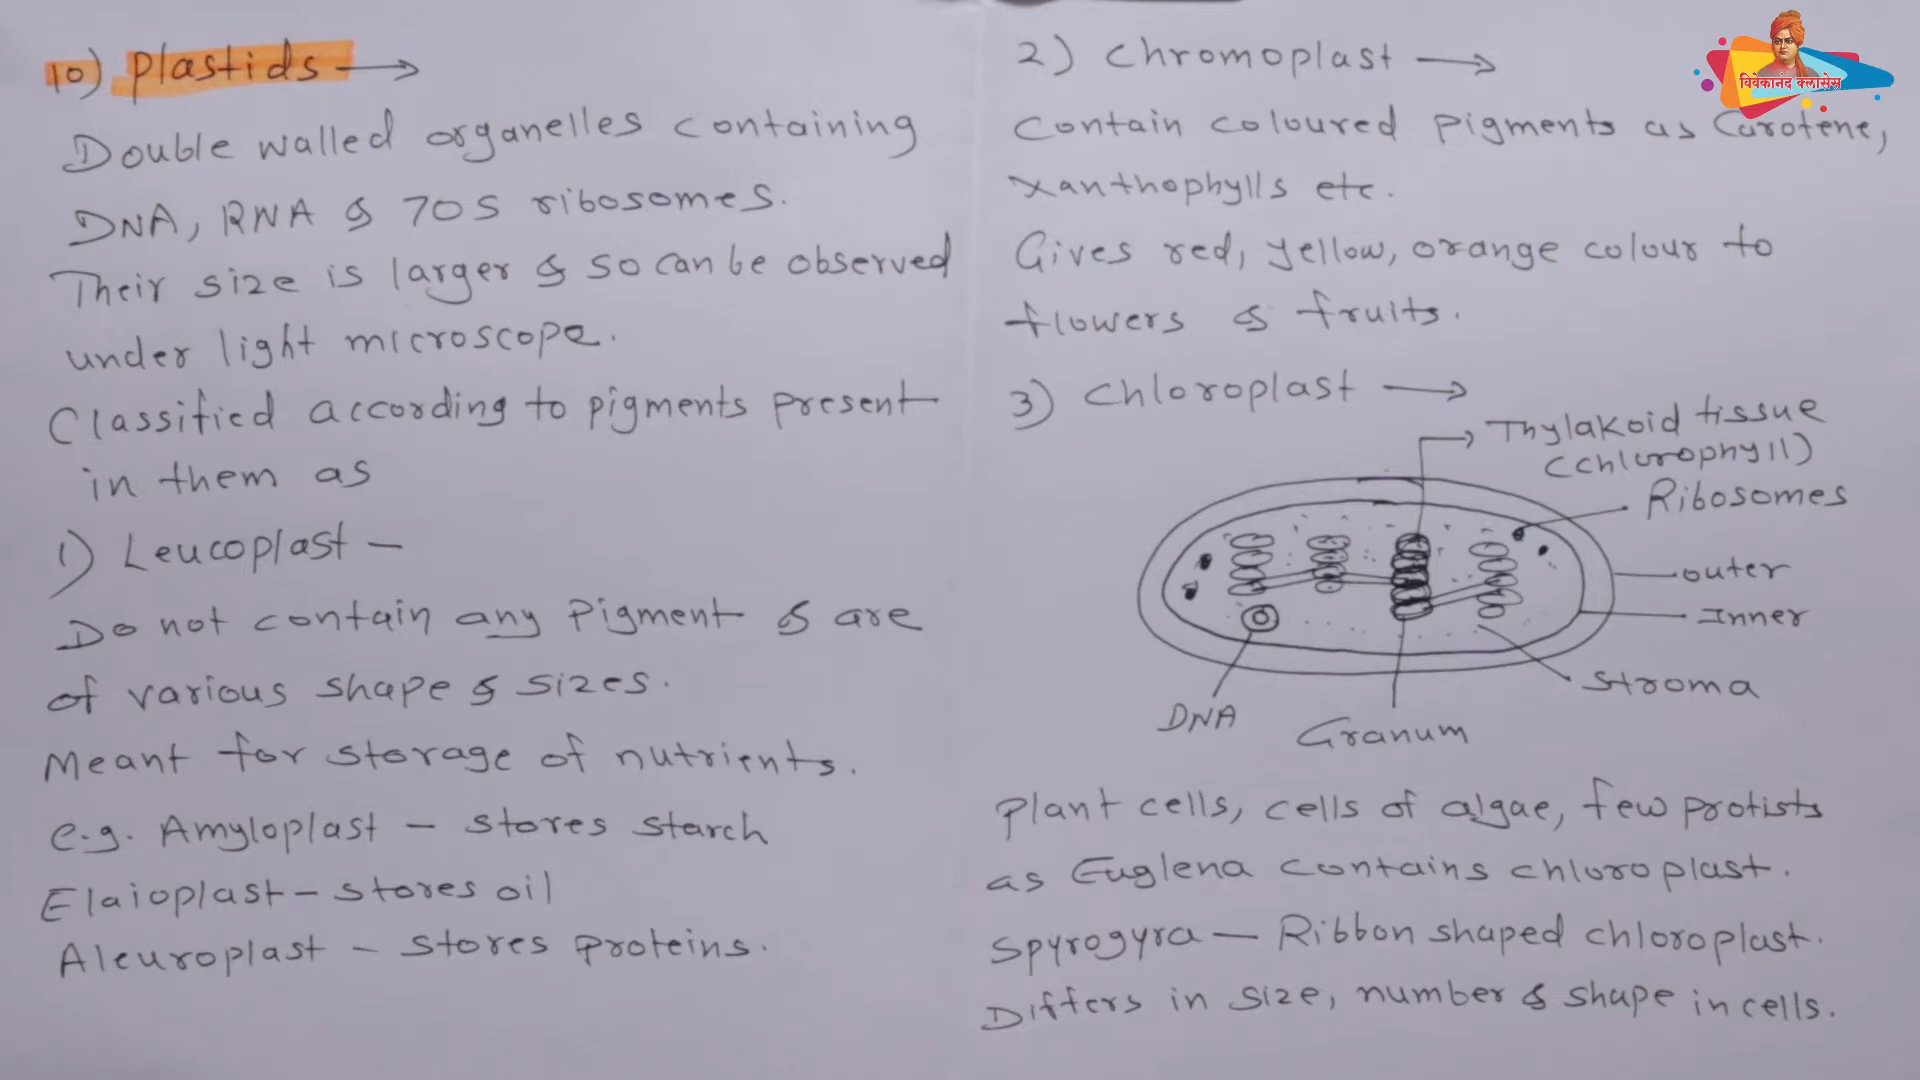 10) Plastids →
Double walled organelles containing
DNA, RNA & 70S ribosomes.
Their size is larger & so can be observed
under light microscope.
Classified according to pigments present
in them as
1) Leucoplast –
Do not contain any Pigment & are
of various shape & sizes.
Meant for storage of nutrients.
e.g. Amyloplast – stores starch
Elaioplast – stores oil
Aleuroplast – stores proteins.
2) Chromoplast →
Contain coloured pigments as Carotene,
Xanthophylls etc.
Gives red, yellow, orange colour to
flowers & fruits.
3) Chloroplast →
Thylakoid tissue
(Chlorophyll)
Ribosomes
outer
Inner
Stroma
DNA
Granum
Plant cells, cells of algae, few protists
as Euglena contains chloroplast.
Spyrogyra – Ribbon shaped chloroplast.
Differs in size, number & shape in cells.
विवेकानंद क्लासेस